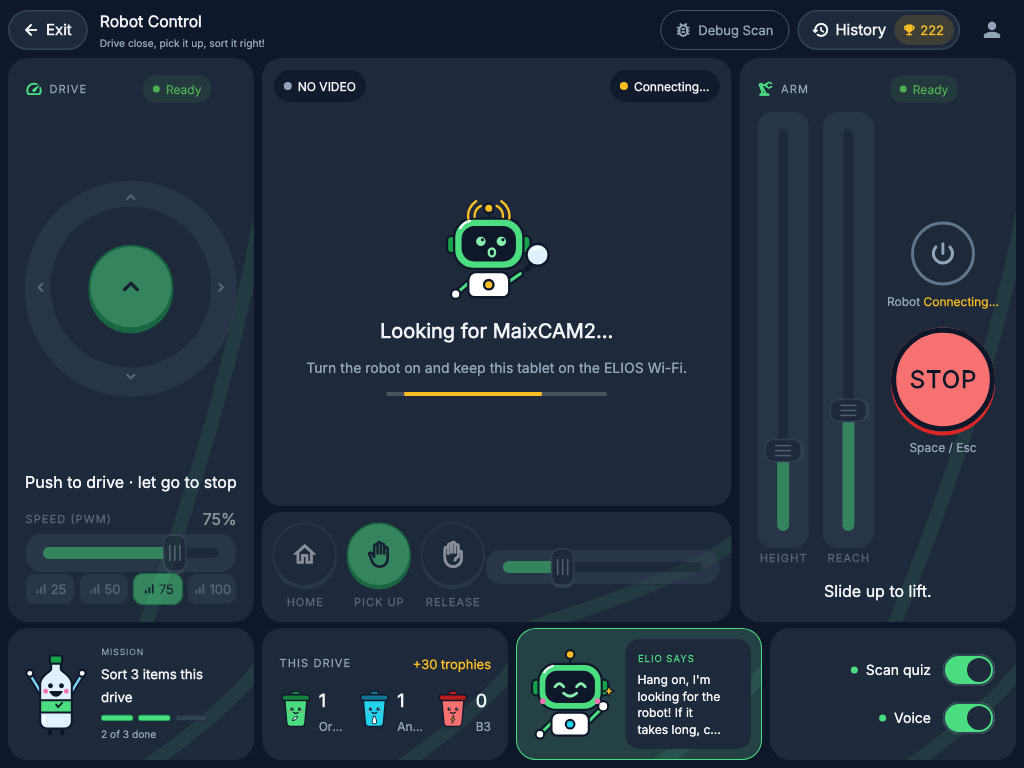 Exit
Robot Control
Drive close, pick it up, sort it right!
Debug Scan
History
222
DRIVE
Ready
NO VIDEO
Connecting...
ARM
Ready
Looking for MaixCAM2...
Turn the robot on and keep this tablet on the ELIOS Wi-Fi.
Robot Connecting...
STOP
Space / Esc
Push to drive · let go to stop
SPEED (PWM)
75%
25
50
75
100
HOME
PICK UP
RELEASE
HEIGHT
REACH
Slide up to lift.
MISSION
Sort 3 items this
drive
2 of 3 done
THIS DRIVE
+30 trophies
1
Or...
1
An...
0
B3
ELIO SAYS
Hang on, I'm
looking for the
robot! If it
takes long, c...
Scan quiz
Voice